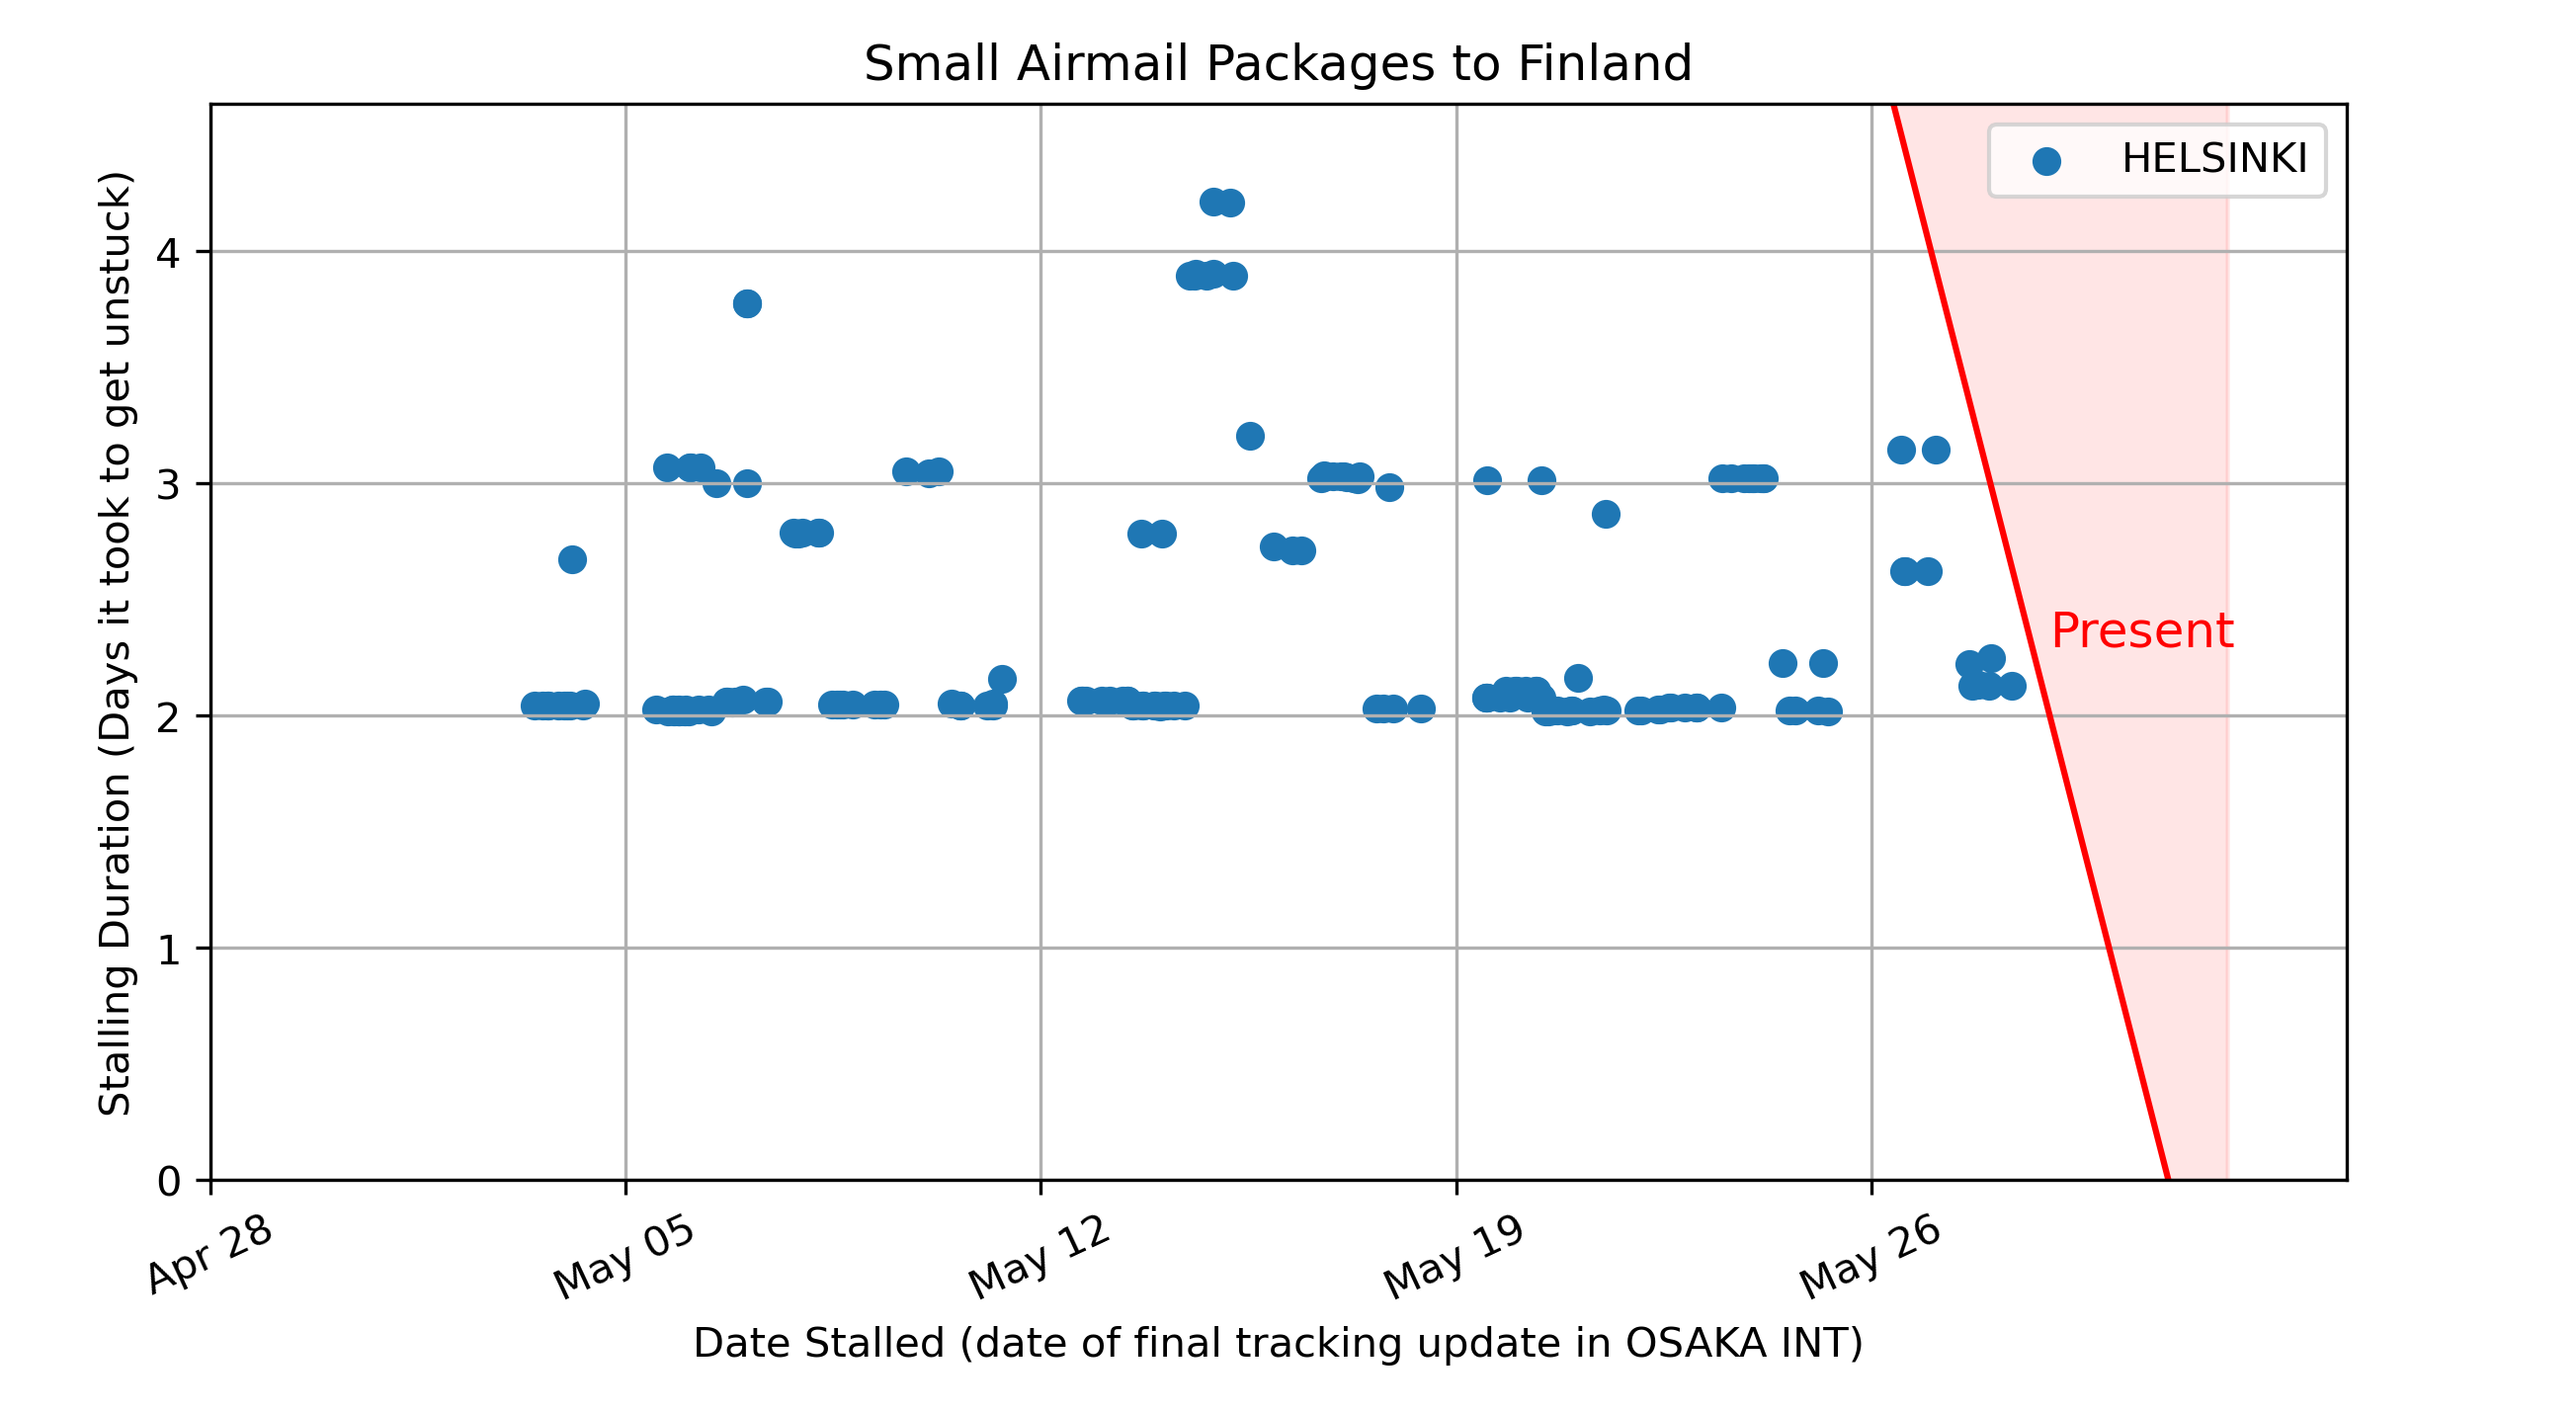 Small Airmail Packages to Finland
HELSINKI
Present
Stalling Duration (Days it took to get unstuck)
4
3
2
1
0
Apr 28
May 05
May 12
May 19
May 26
Date Stalled (date of final tracking update in OSAKA INT)